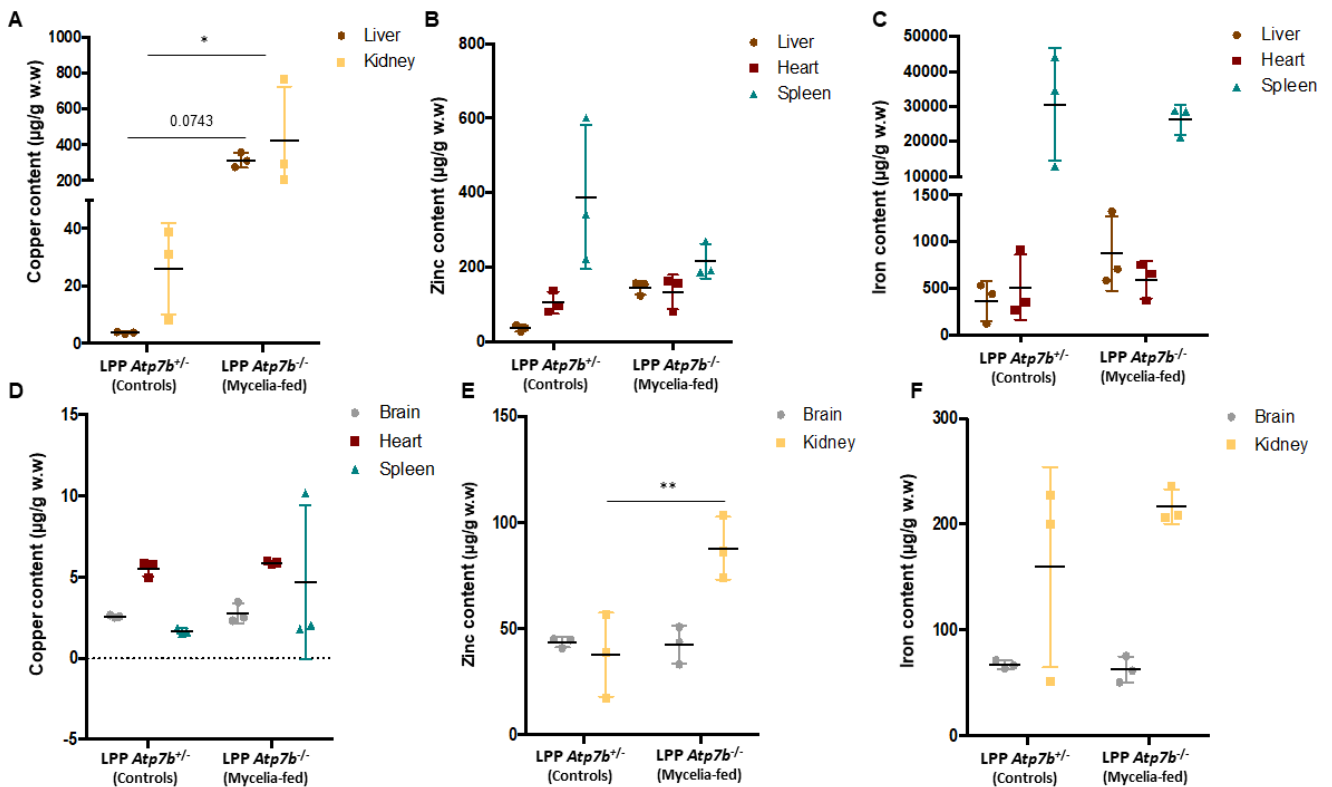 A
Copper content (µg/g w.w)
1000
800
600
400
200
40
20
0
*
0.0743
Liver
Kidney
LPP Atp7b+/-
(Controls)
LPP Atp7b-/-
(Mycelia-fed)
B
Zinc content (µg/g w.w)
800
600
400
200
0
Liver
Heart
Spleen
LPP Atp7b+/-
(Controls)
LPP Atp7b-/-
(Mycelia-fed)
C
Iron content (µg/g w.w)
50000
40000
30000
20000
10000
1500
1000
500
0
Liver
Heart
Spleen
LPP Atp7b+/-
(Controls)
LPP Atp7b-/-
(Mycelia-fed)
D
Copper content (µg/g w.w)
15
10
5
0
-5
Brain
Heart
Spleen
LPP Atp7b+/-
(Controls)
LPP Atp7b-/-
(Mycelia-fed)
E
Zinc content (µg/g w.w)
150
100
50
0
**
Brain
Kidney
LPP Atp7b+/-
(Controls)
LPP Atp7b-/-
(Mycelia-fed)
F
Iron content (µg/g w.w)
300
200
100
0
Brain
Kidney
LPP Atp7b+/-
(Controls)
LPP Atp7b-/-
(Mycelia-fed)